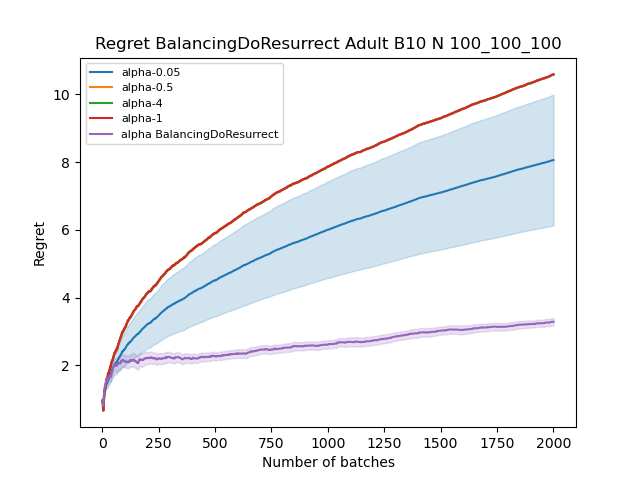 Regret BalancingDoResurrect Adult B10 N 100_100_100
alpha-0.05
alpha-0.5
alpha-4
alpha-1
alpha BalancingDoResurrect
10
8
6
4
2
Regret
0 250 500 750 1000 1250 1500 1750 2000
Number of batches